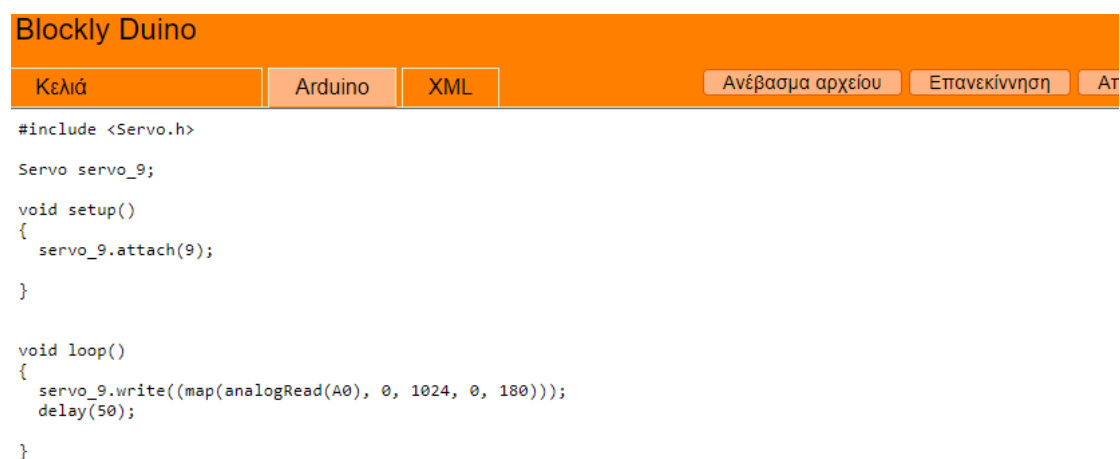 Blockly Duino
Κελιά Arduino XML Ανέβασμα αρχείου Επανεκίννηση
#include <Servo.h>
Servo servo_9;
void setup()
{
  servo_9.attach(9);
}
void loop()
{
  servo_9.write((map(analogRead(A0), 0, 1024, 0, 180)));
  delay(50);
}